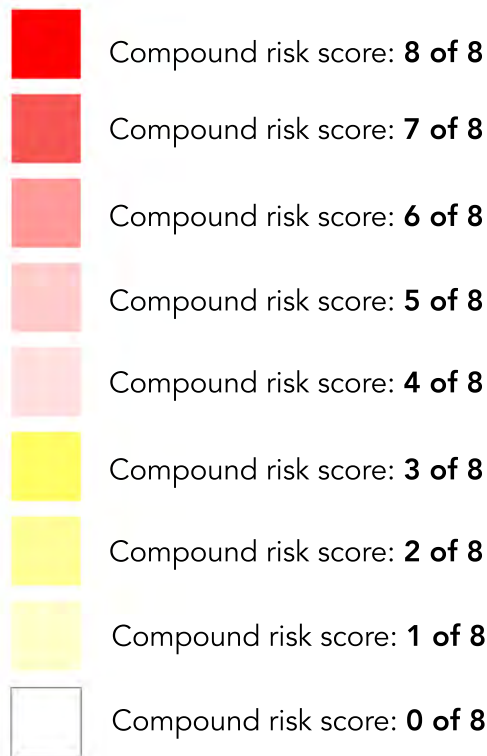 Compound risk score: 8 of 8
Compound risk score: 7 of 8
Compound risk score: 6 of 8
Compound risk score: 5 of 8
Compound risk score: 4 of 8
Compound risk score: 3 of 8
Compound risk score: 2 of 8
Compound risk score: 1 of 8
Compound risk score: 0 of 8